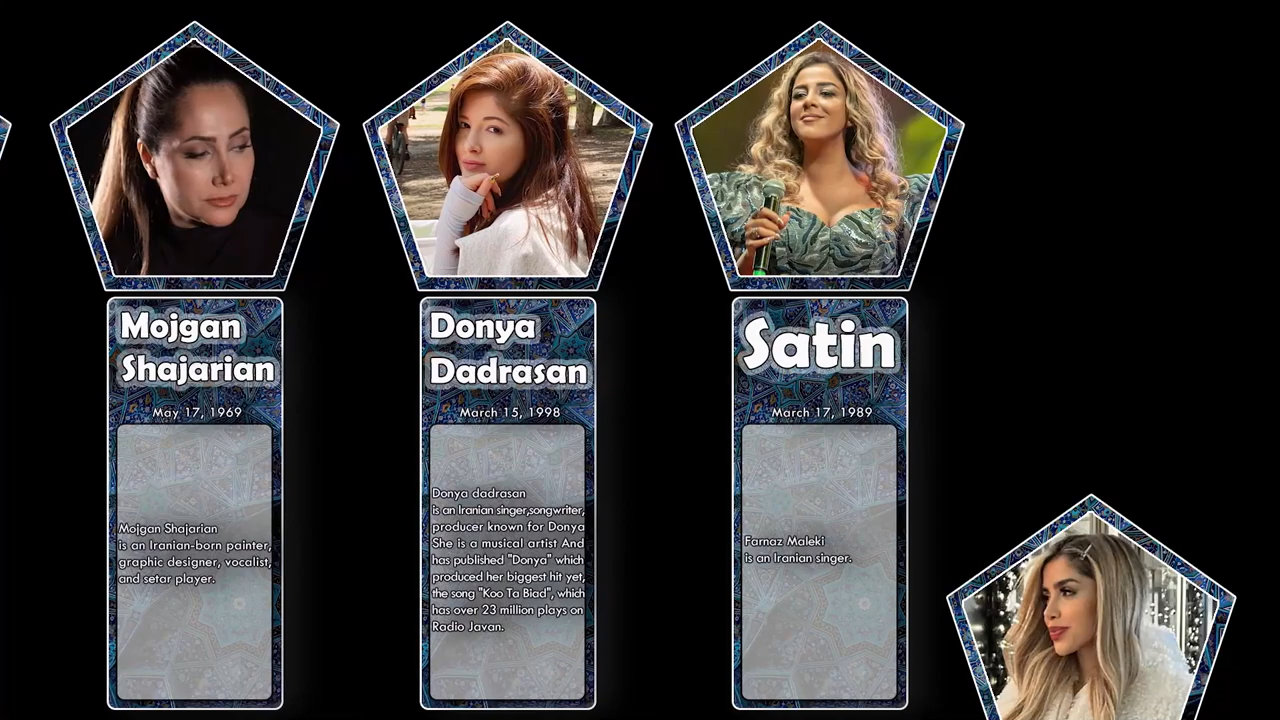 Mojgan
Shajarian
May 17, 1969
Mojgan Shajarian
is an Iranian-born painter,
graphic designer, vocalist,
and setar player.
Donya
Dadrasan
March 15, 1998
Donya dadrasan
is an Iranian singer,songwriter,
producer known for Donya
She is a musical artist And
has published "Donya" which
produced her biggest hit yet,
the song "Koo Ta Biad", which
has over 23 million plays on
Radio Javan.
Satin
March 17, 1989
Farnaz Maleki
is an Iranian singer.